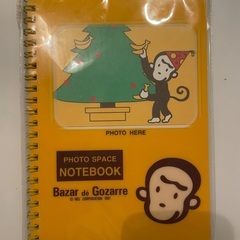 PHOTO HERE
PHOTO SPACE
NOTEBOOK
Bazar de Gozarre